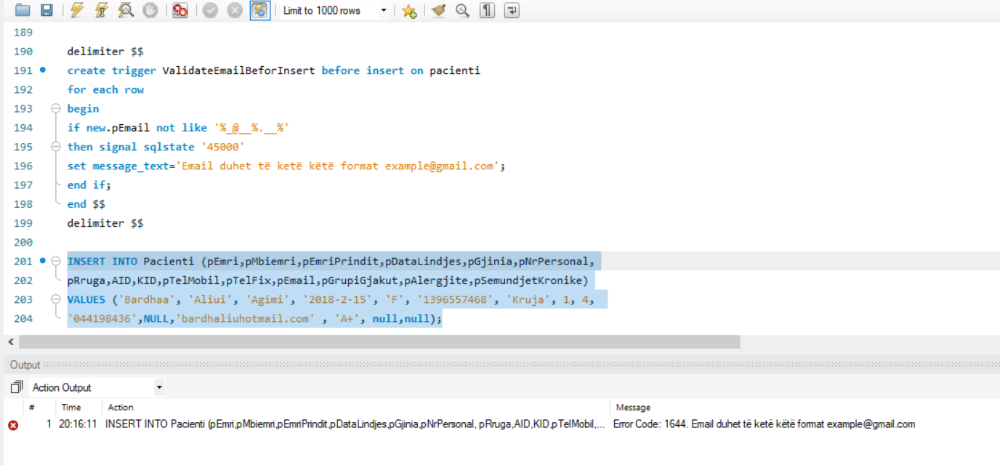 Limit to 1000 rows
189
190 delimiter $$
191 create trigger ValidateEmailBeforInsert before insert on pacienti
192 for each row
193 begin
194 if new.pEmail not like '%_@__%.__%'
195 then signal sqlstate '45000'
196 set message_text='Email duhet të ketë këtë format example@gmail.com';
197 end if;
198 end $$
199 delimiter $$
200
201 INSERT INTO Pacienti (pEmri,pMbiemri,pEmriPrindit,pDataLindjes,pGjinia,pNrPersonal,
202 pRruga,AID,KID,pTelMobil,pTelFix,pEmail,pGrupiGjakut,pAlergjite,pSemundjetKronike)
203 VALUES ('Bardhaa', 'Aliui', 'Agimi', '2018-2-15', 'F', '1396557468', 'Kruja', 1, 4,
204 '044198436',NULL,'bardhaliuhotmail.com' , 'A+', null,null);
Output
Action Output
# Time Action Message
1 20:16:11 INSERT INTO Pacienti (pEmri,pMbiemri,pEmriPrindit,pDataLindjes,pGjinia,pNrPersonal, pRruga,AID,KID,pTelMobil,... Error Code: 1644. Email duhet të ketë këtë format example@gmail.com